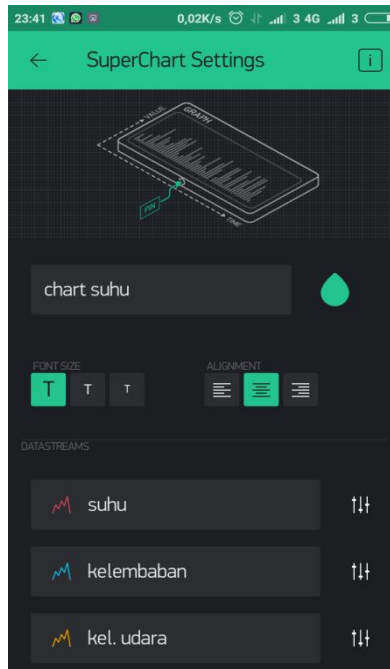 23:41 0,02K/s 3 4G 3
SuperChart Settings
VALUE
GRAPH
PIN
TIME
chart suhu
FONT SIZE
ALIGNMENT
T T T
DATASTREAMS
suhu
kelembaban
kel. udara